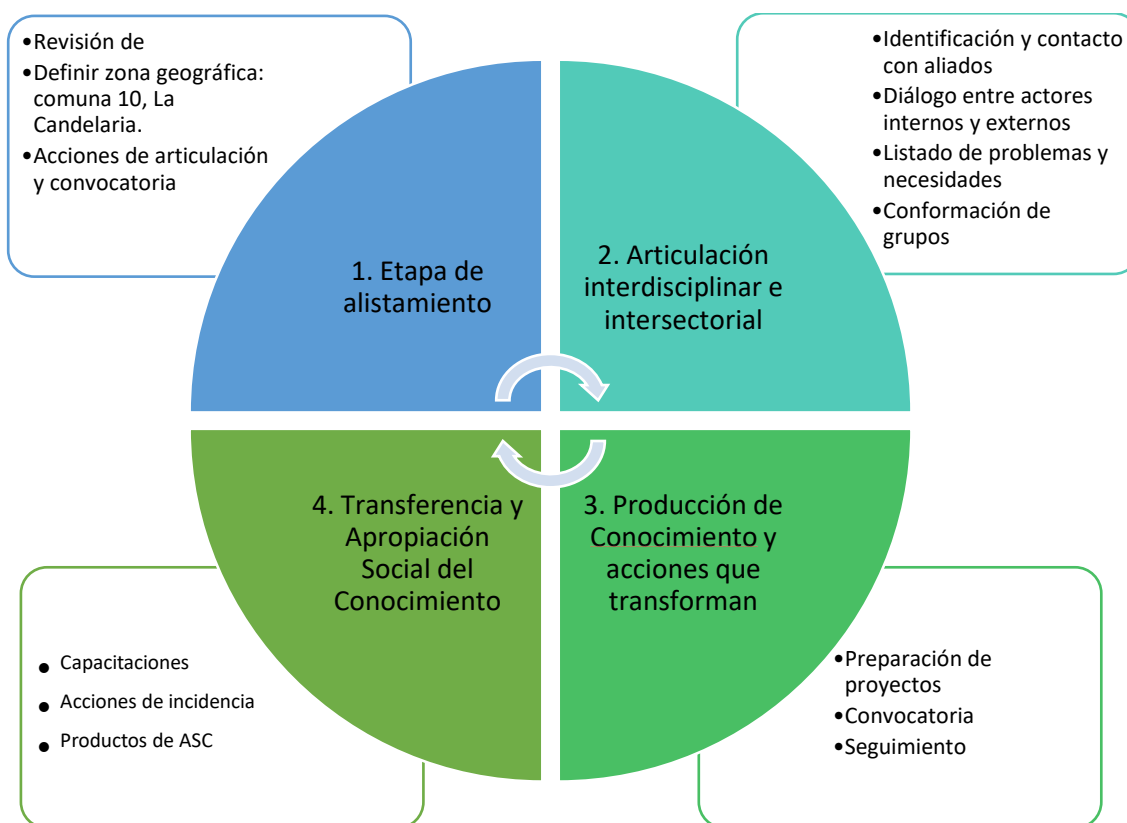 •Revisión de
•Definir zona geográfica:
comuna 10, La
Candelaria.
•Acciones de articulación
y convocatoria
•Identificación y contacto
con aliados
•Diálogo entre actores
internos y externos
•Listado de problemas y
necesidades
•Conformación de
grupos
1. Etapa de
alistamiento
2. Articulación
interdisciplinar e
intersectorial
4. Transferencia y
Apropiación
Social del
Conocimiento
3. Producción de
Conocimiento y
acciones que
transforman
• Capacitaciones
• Acciones de incidencia
• Productos de ASC
•Preparación de
proyectos
•Convocatoria
•Seguimiento